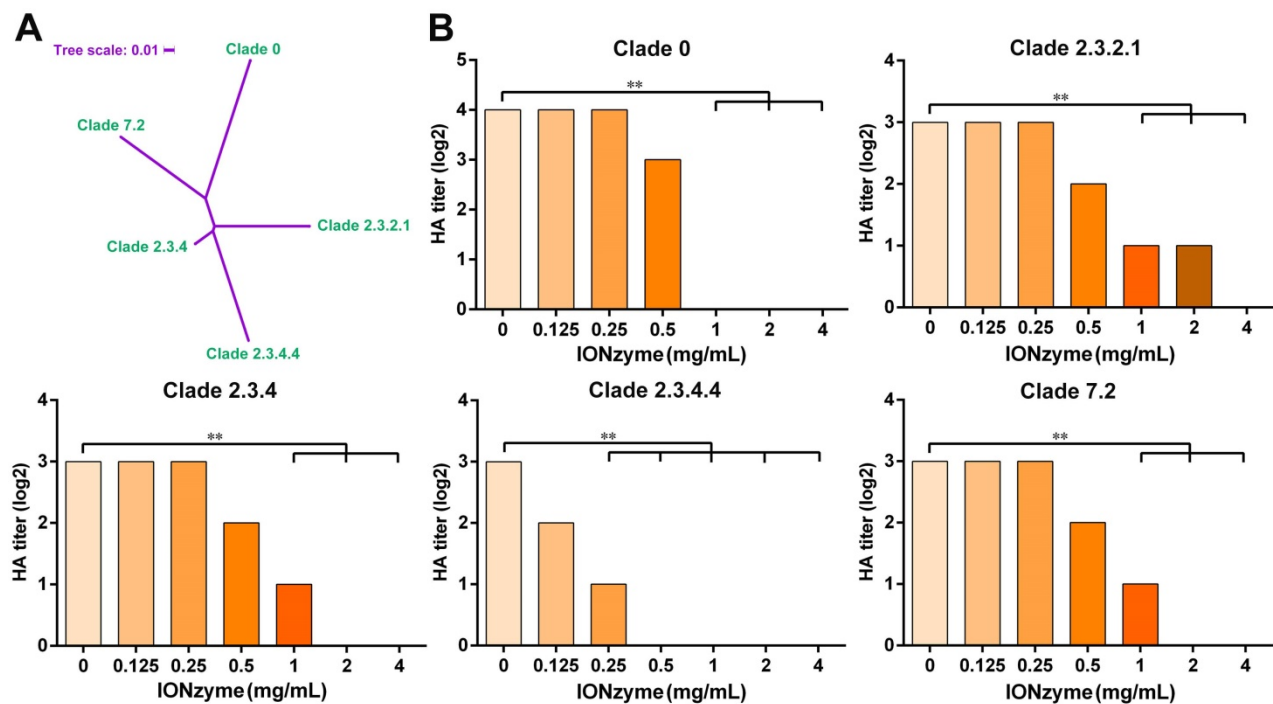 A
Tree scale: 0.01
Clade 0
Clade 7.2
Clade 2.3.2.1
Clade 2.3.4
Clade 2.3.4.4
B
Clade 0
**
HA titer (log2)
5
4
3
2
1
0
0 0.125 0.25 0.5 1 2 4
IONzyme (mg/mL)
Clade 2.3.2.1
**
HA titer (log2)
4
3
2
1
0
0 0.125 0.25 0.5 1 2 4
IONzyme (mg/mL)
Clade 2.3.4
**
HA titer (log2)
4
3
2
1
0
0 0.125 0.25 0.5 1 2 4
IONzyme (mg/mL)
Clade 2.3.4.4
**
HA titer (log2)
4
3
2
1
0
0 0.125 0.25 0.5 1 2 4
IONzyme (mg/mL)
Clade 7.2
**
HA titer (log2)
4
3
2
1
0
0 0.125 0.25 0.5 1 2 4
IONzyme (mg/mL)